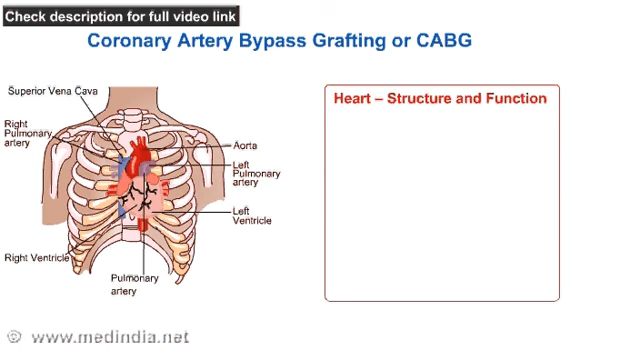 Check description for full video link
Coronary Artery Bypass Grafting or CABG
Superior Vena Cava
Right
Pulmonary
artery
Aorta
Left
Pulmonary
artery
Left
Ventricle
Right Ventricle
Pulmonary
artery
Heart – Structure and Function
© www.medindia.net